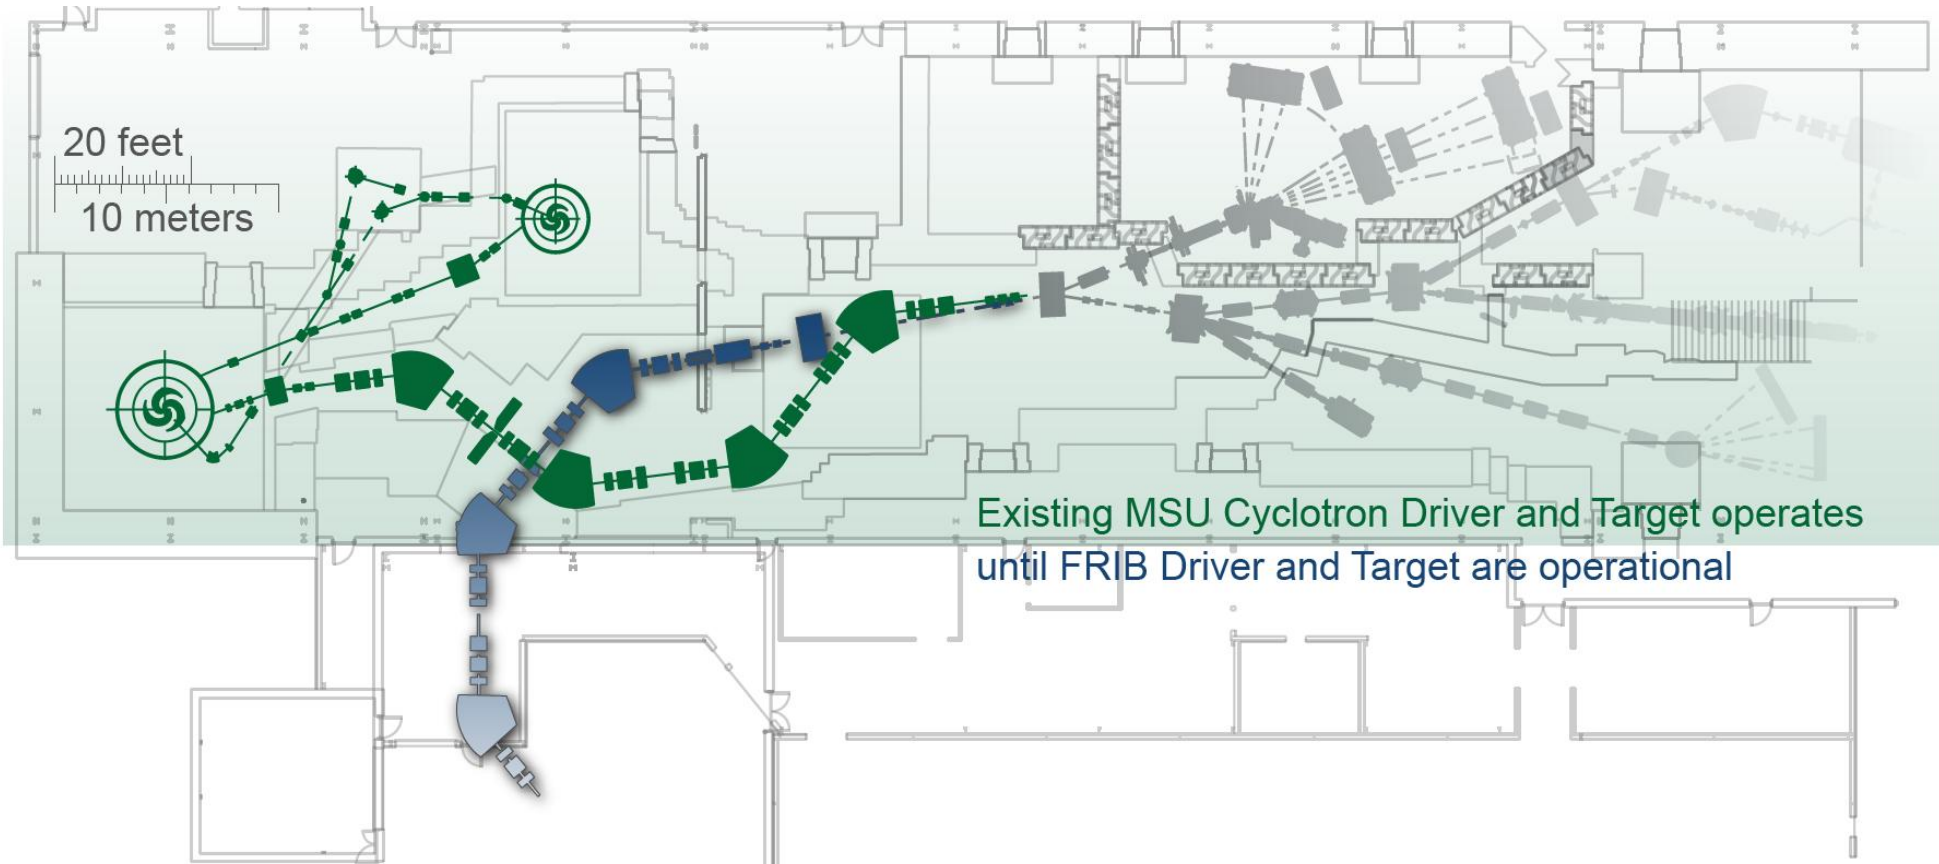 20 feet
10 meters
Existing MSU Cyclotron Driver and Target operates
until FRIB Driver and Target are operational